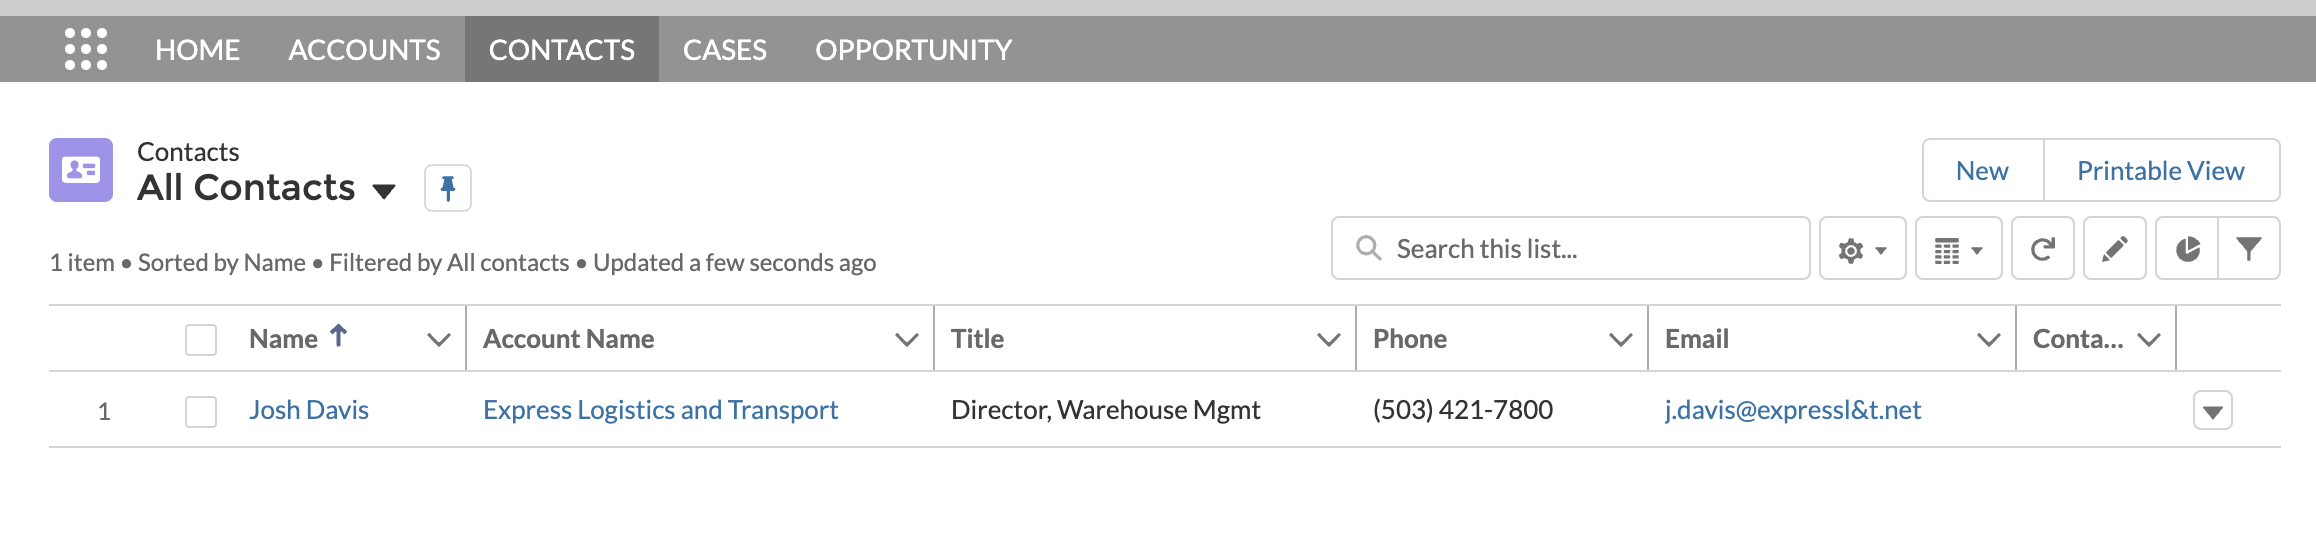 HOME ACCOUNTS CONTACTS CASES OPPORTUNITY
Contacts
All Contacts
New Printable View
1 item • Sorted by Name • Filtered by All contacts • Updated a few seconds ago
Search this list...
Name Account Name Title Phone Email Conta...
1 Josh Davis Express Logistics and Transport Director, Warehouse Mgmt (503) 421-7800 j.davis@expressl&t.net